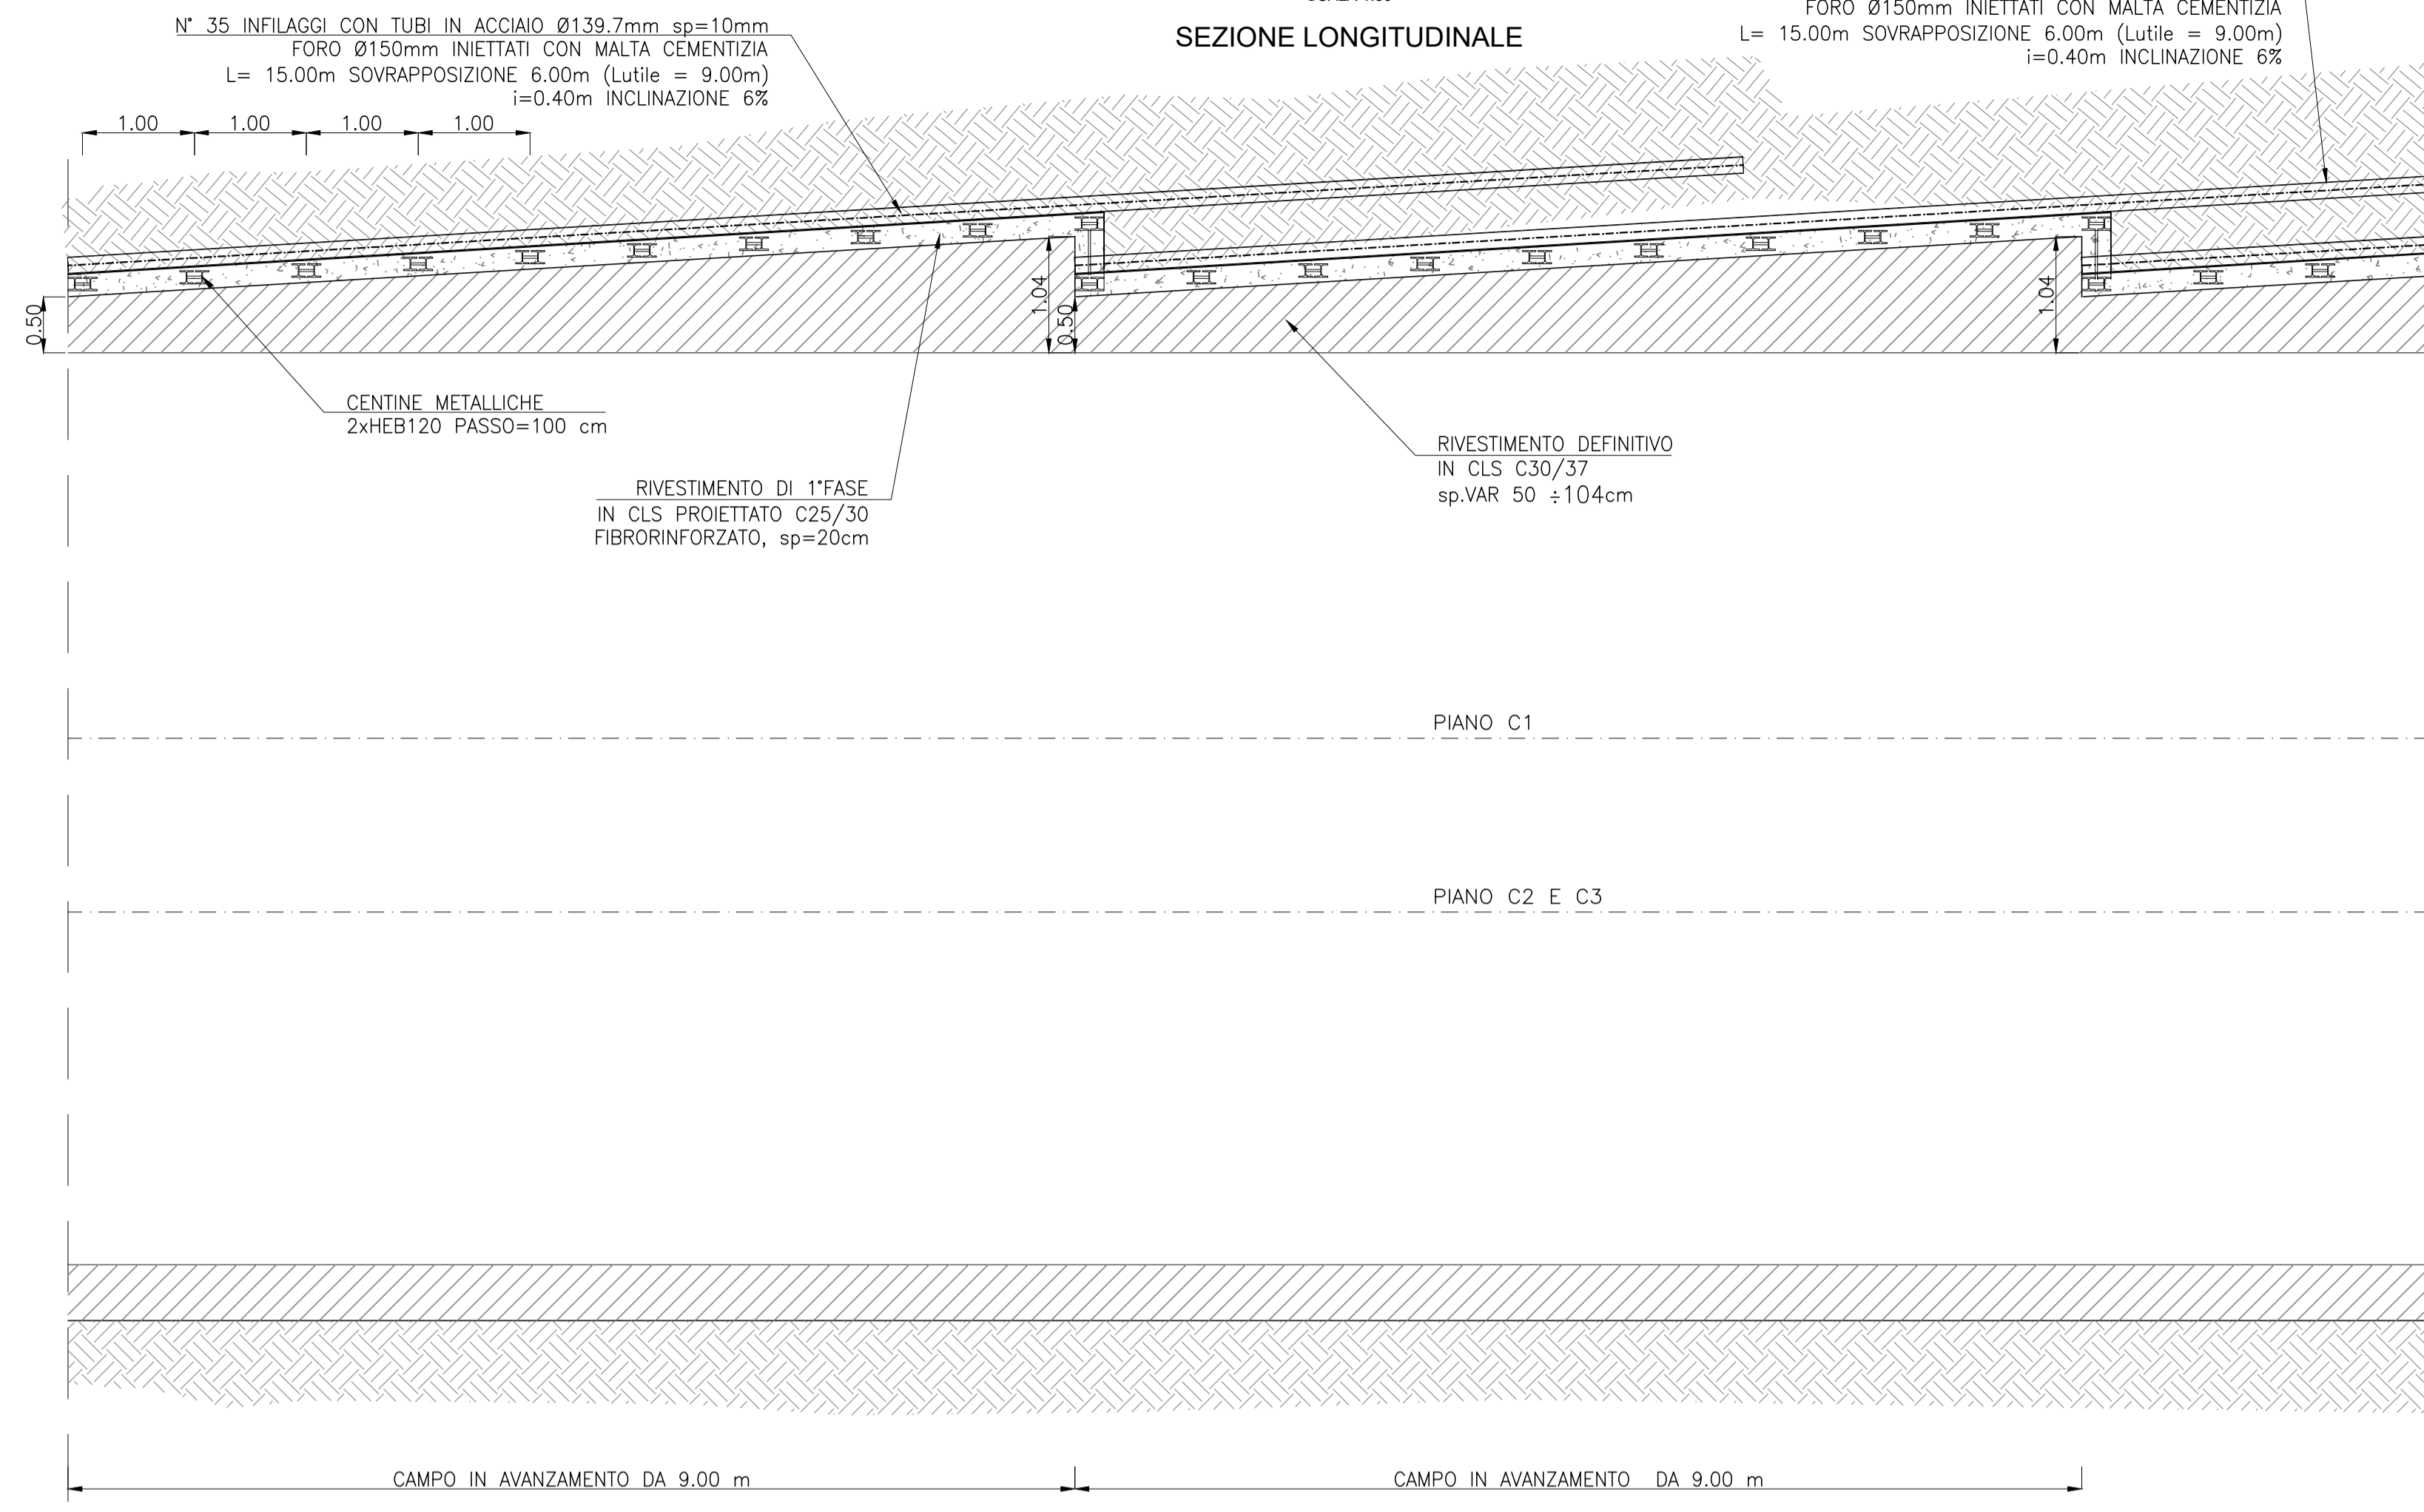 SEZIONE LONGITUDINALE
N° 35 INFILAGGI CON TUBI IN ACCIAIO Ø139.7mm sp=10mm
FORO Ø150mm INIETTATI CON MALTA CEMENTIZIA
L= 15.00m SOVRAPPOSIZIONE 6.00m (Lutile = 9.00m)
i=0.40m INCLINAZIONE 6%
FORO Ø150mm INIETTATI CON MALTA CEMENTIZIA
L= 15.00m SOVRAPPOSIZIONE 6.00m (Lutile = 9.00m)
i=0.40m INCLINAZIONE 6%
1.00 1.00 1.00 1.00
0.50
1.04
0.50
1.04
CENTINE METALLICHE
2xHEB120 PASSO=100 cm
RIVESTIMENTO DI 1°FASE
IN CLS PROIETTATO C25/30
FIBRORINFORZATO, sp=20cm
RIVESTIMENTO DEFINITIVO
IN CLS C30/37
sp.VAR 50 ÷104cm
PIANO C1
PIANO C2 E C3
CAMPO IN AVANZAMENTO DA 9.00 m
CAMPO IN AVANZAMENTO DA 9.00 m